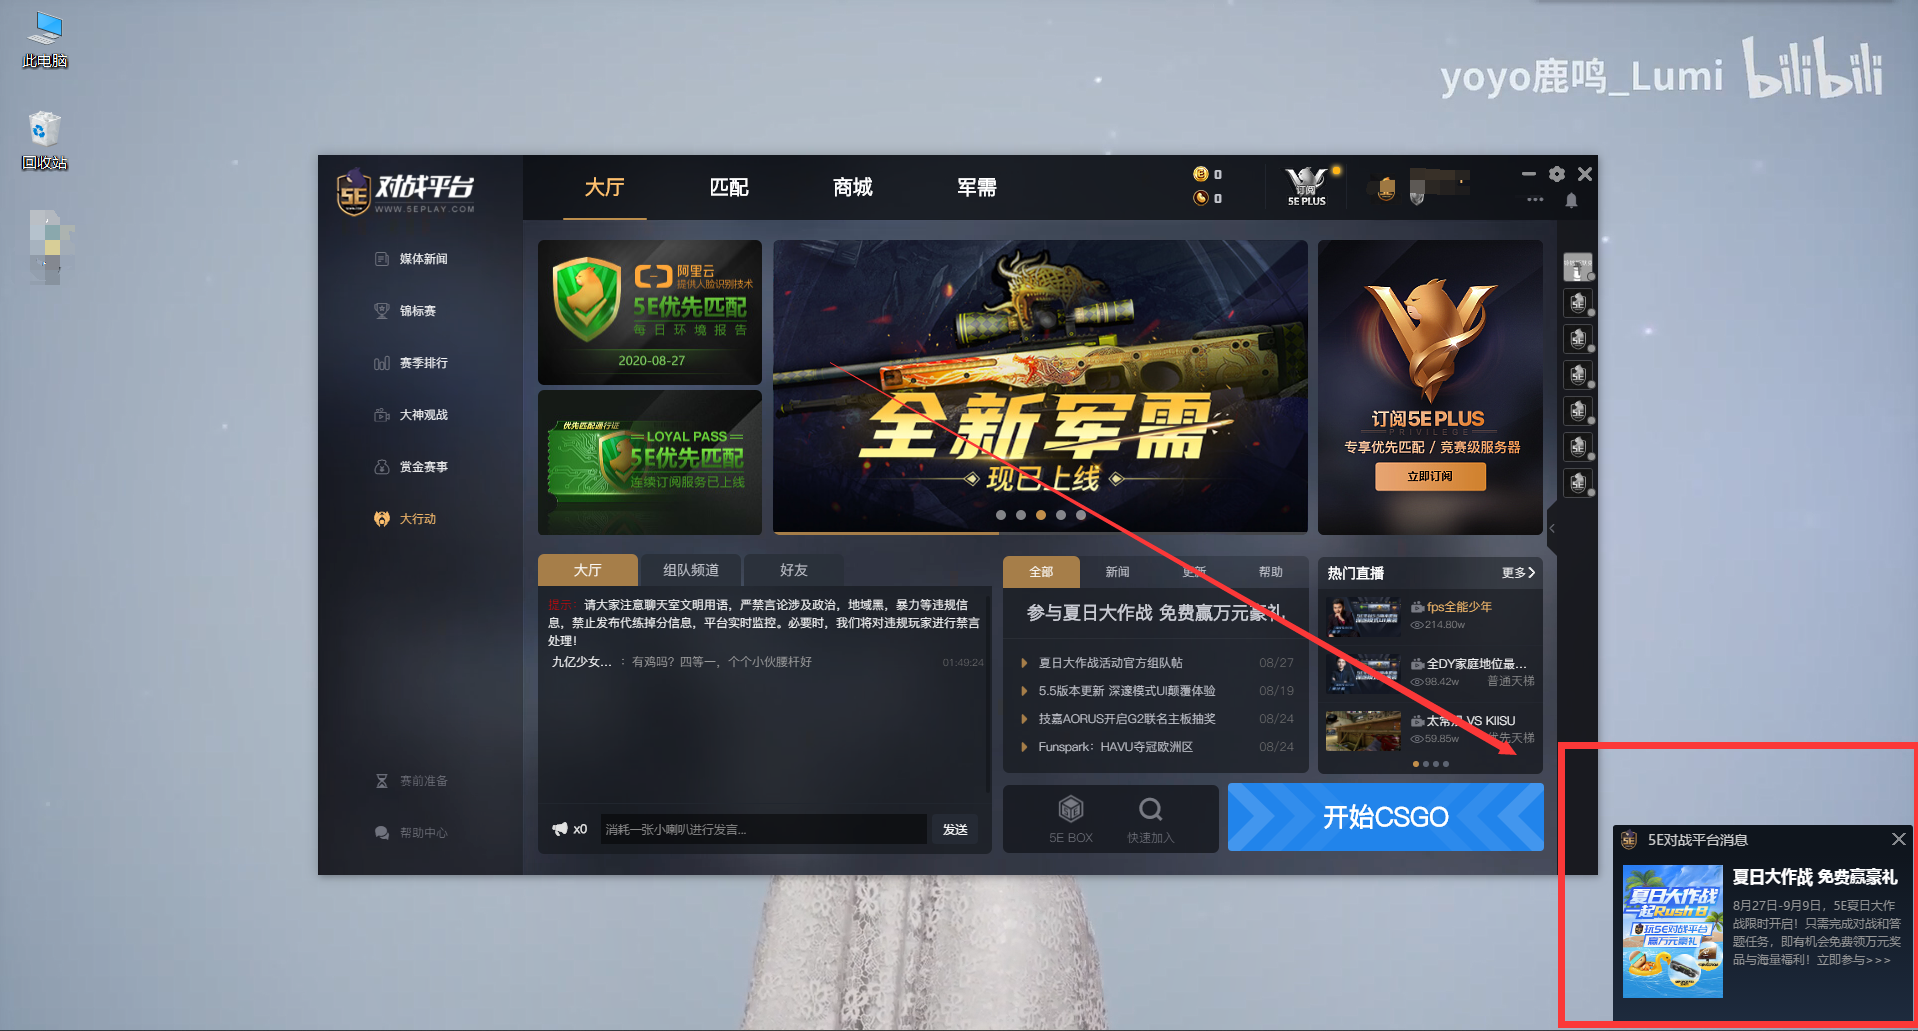 此电脑
回收站
yoyo鹿鸣_Lumi bilibili
5E 对战平台
WWW.5EPLAY.COM
大厅
匹配
商城
军需
0
0
订阅
5E PLUS
媒体新闻
锦标赛
赛季排行
大神观战
赏金赛事
大行动
赛前准备
帮助中心
阿里云
提供人脸识别技术
5E优先匹配
每日环境报告
2020-08-27
优先匹配通行证
LOYAL PASS
5E优先匹配
连续订阅服务已上线
全新军需
现已上线
订阅5E PLUS
PRIVILEGE
专享优先匹配 / 竞赛级服务器
立即订阅
大厅
组队频道
好友
提示：请大家注意聊天室文明用语，严禁言论涉及政治，地域黑，暴力等违规信
息，禁止发布代练掉分信息，平台实时监控。必要时，我们将对违规玩家进行禁言
处理!
九亿少女... ：有鸡吗？四等一，个个小伙腰杆好
01:49:24
x0
消耗一张小喇叭进行发言...
发送
全部
新闻
更新
帮助
参与夏日大作战 免费赢万元豪礼
夏日大作战活动官方组队帖 08/27
5.5版本更新 深邃模式UI颠覆体验 08/19
技嘉AORUS开启G2联名主板抽奖 08/24
Funspark：HAVU夺冠欧洲区 08/24
5E BOX
快速加入
热门直播
更多
fps全能少年
214.80w
全DY家庭地位最...
98.42w 普通天梯
VS KIISU
59.85w 优先天梯
开始CSGO
5E对战平台消息
夏日大作战
一起Rush B
玩5E对战平台
赢万元豪礼
夏日大作战 免费赢豪礼
8月27日-9月9日，5E夏日大作
战限时开启！只需完成对战和答
题任务，即有机会免费领万元奖
品与海量福利！立即参与>>>